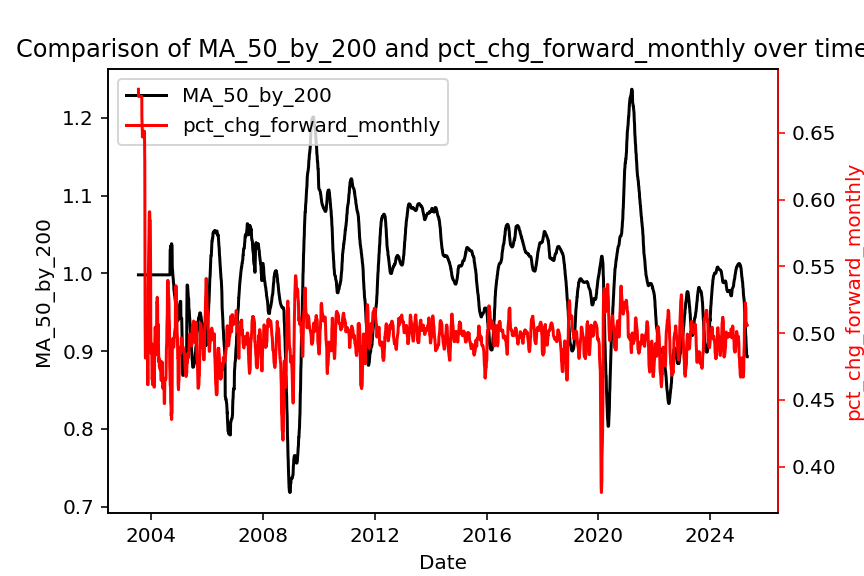 Comparison of MA_50_by_200 and pct_chg_forward_monthly over time
MA_50_by_200
pct_chg_forward_monthly
1.2
1.1
1.0
0.9
0.8
0.7
MA_50_by_200
0.65
0.60
0.55
0.50
0.45
0.40
pct_chg_forward_monthly
2004 2008 2012 2016 2020 2024
Date